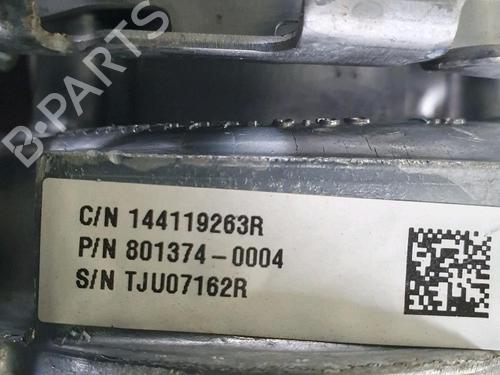 B-PARTS
C/N 144119263R
P/N 801374-0004
S/N TJU07162R